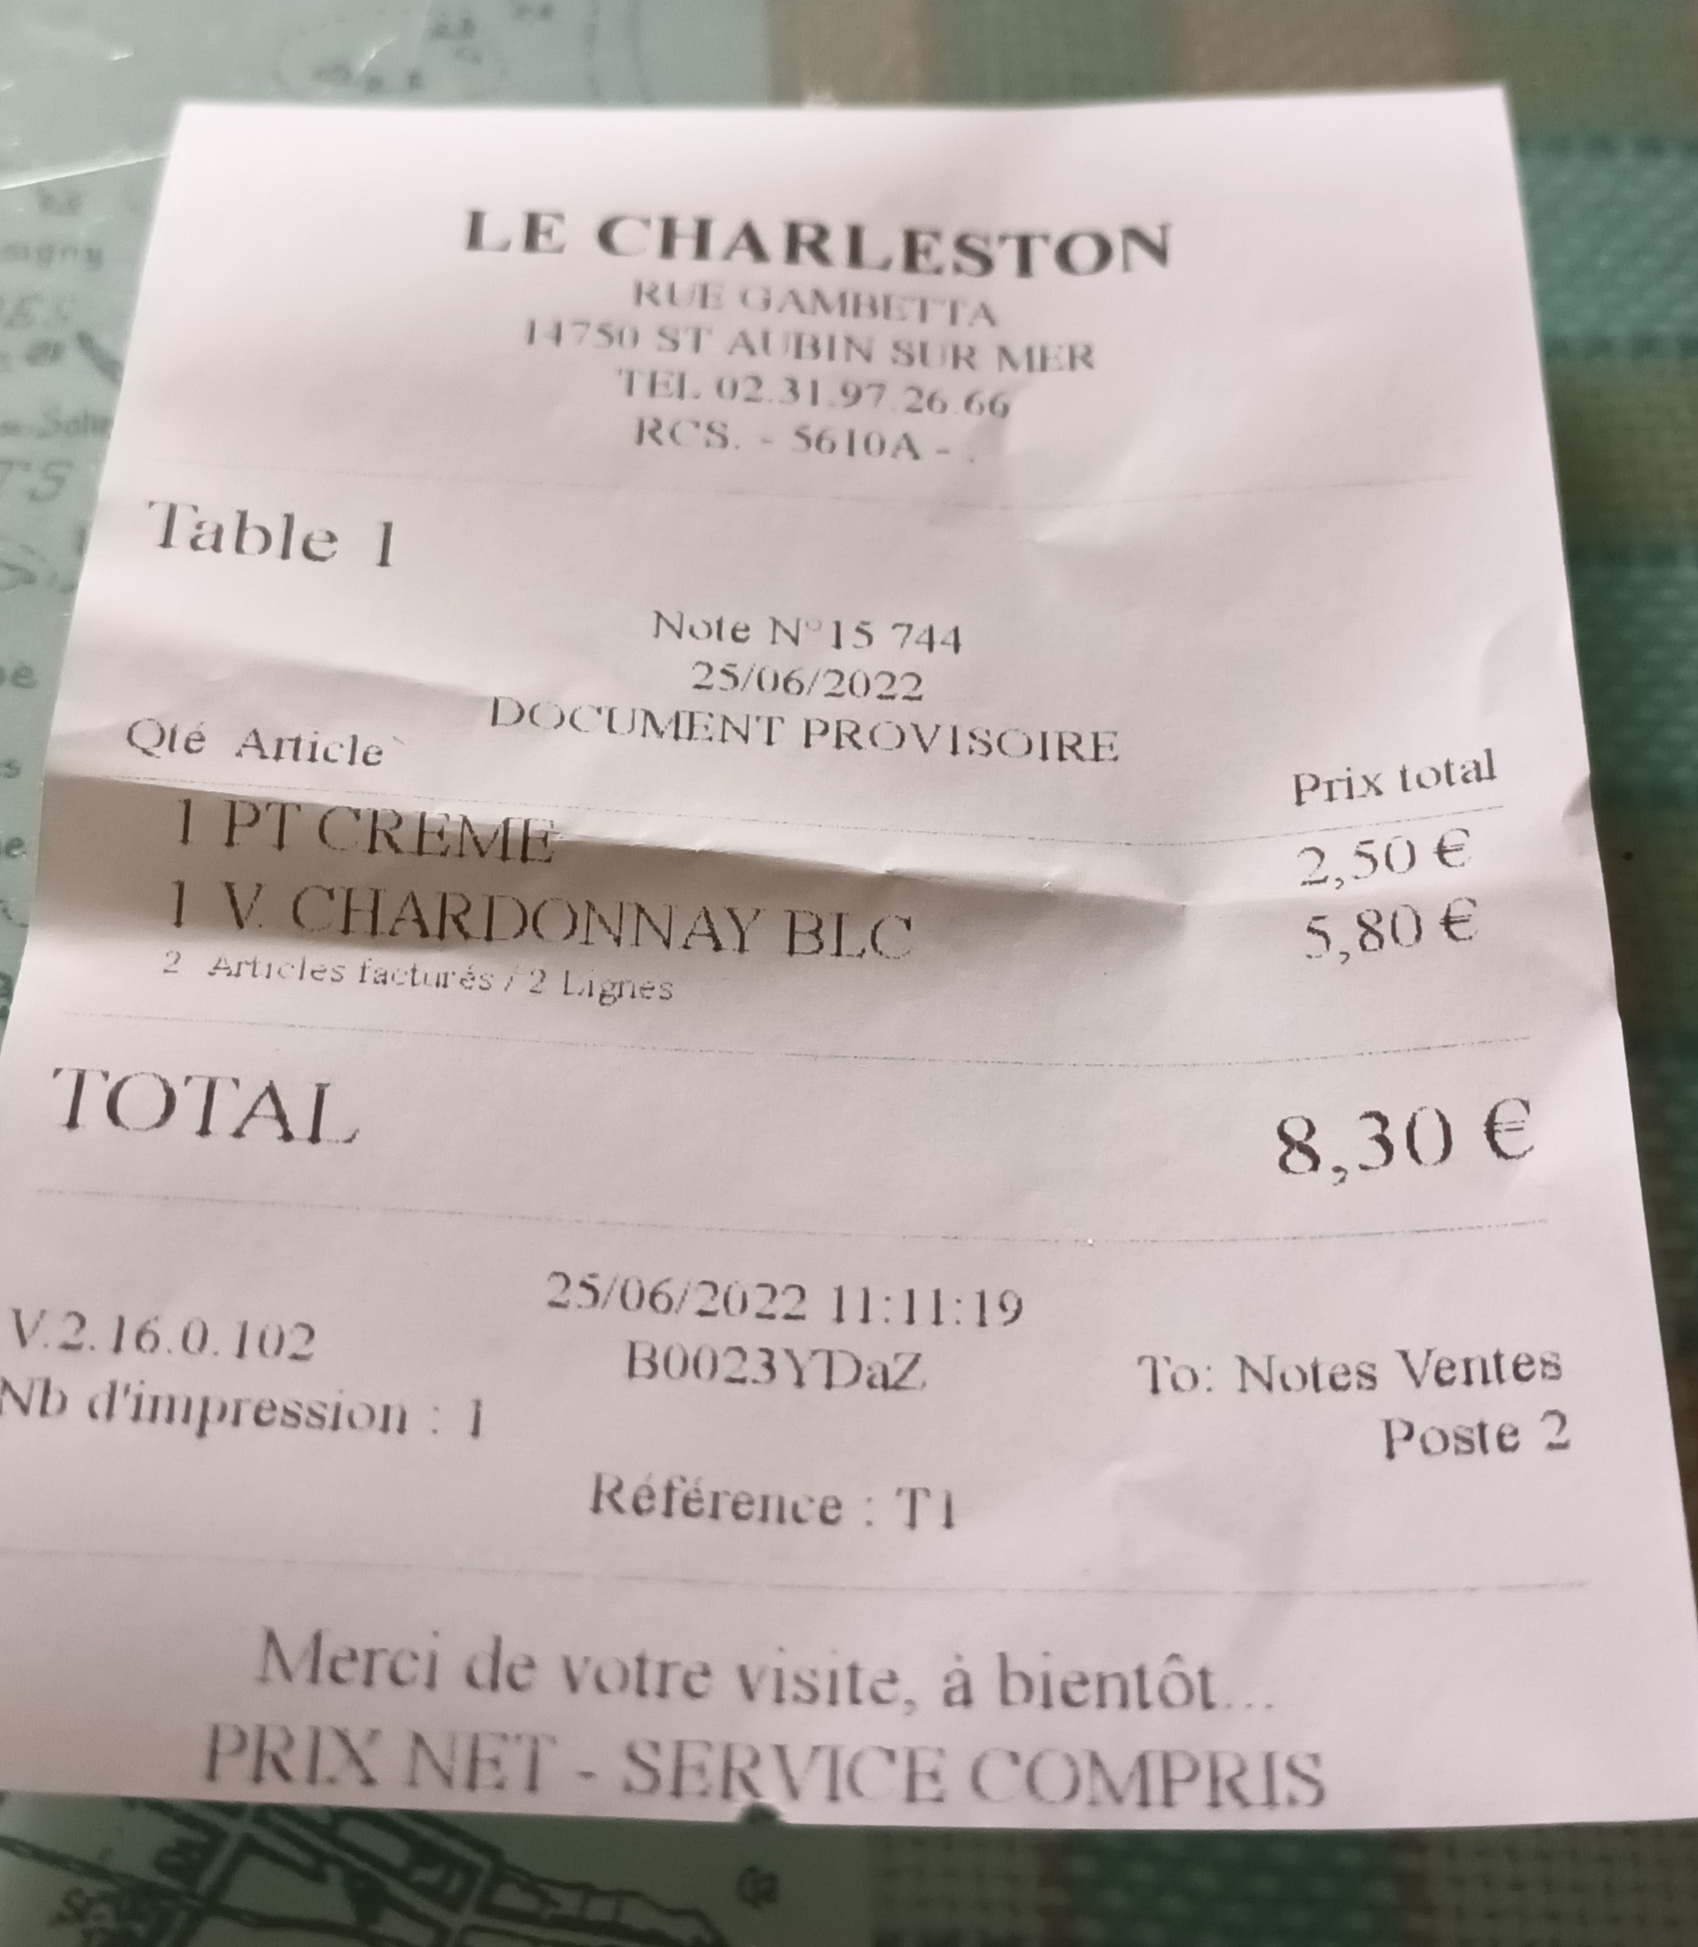 LE CHARLESTON
RUE GAMBETTA
14750 ST AUBIN SUR MER
TEL 02.31.97.26.66
RCS. - 5610A - .
Table 1
Note N°15 744
25/06/2022
DOCUMENT PROVISOIRE
Qté Article Prix total
1 PT CREME 2,50 €
1 V. CHARDONNAY BLC 5,80 €
2 Articles facturés / 2 Lignes
TOTAL 8,30 €
25/06/2022 11:11:19
V.2.16.0.102 B0023YDaZ To: Notes Ventes
Nb d'impression : 1 Poste 2
Référence : T1
Merci de votre visite, à bientôt...
PRIX NET - SERVICE COMPRIS